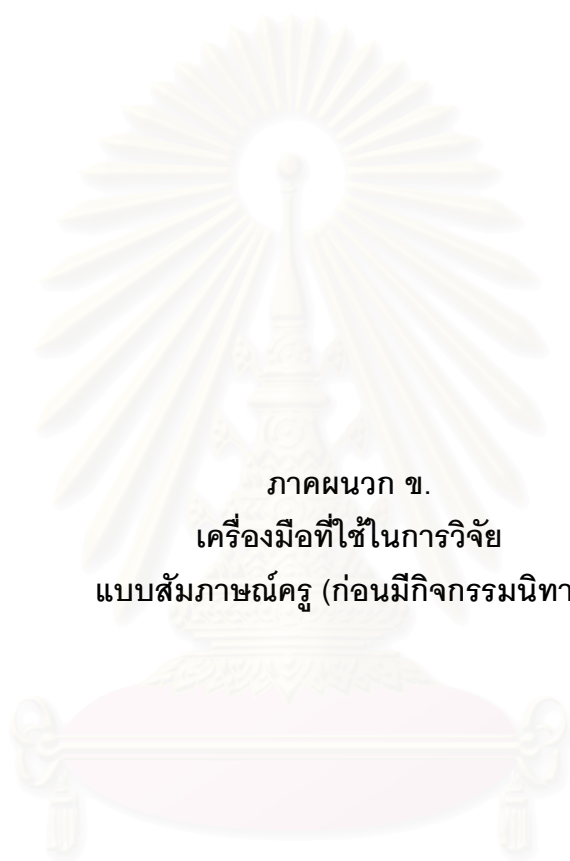 ภาคผนวก ข.
เครื่องมือที่ใช้ในการวิจัย
แบบสัมภาษณ์ครู (ก่อนมีกิจกรรมนิทา